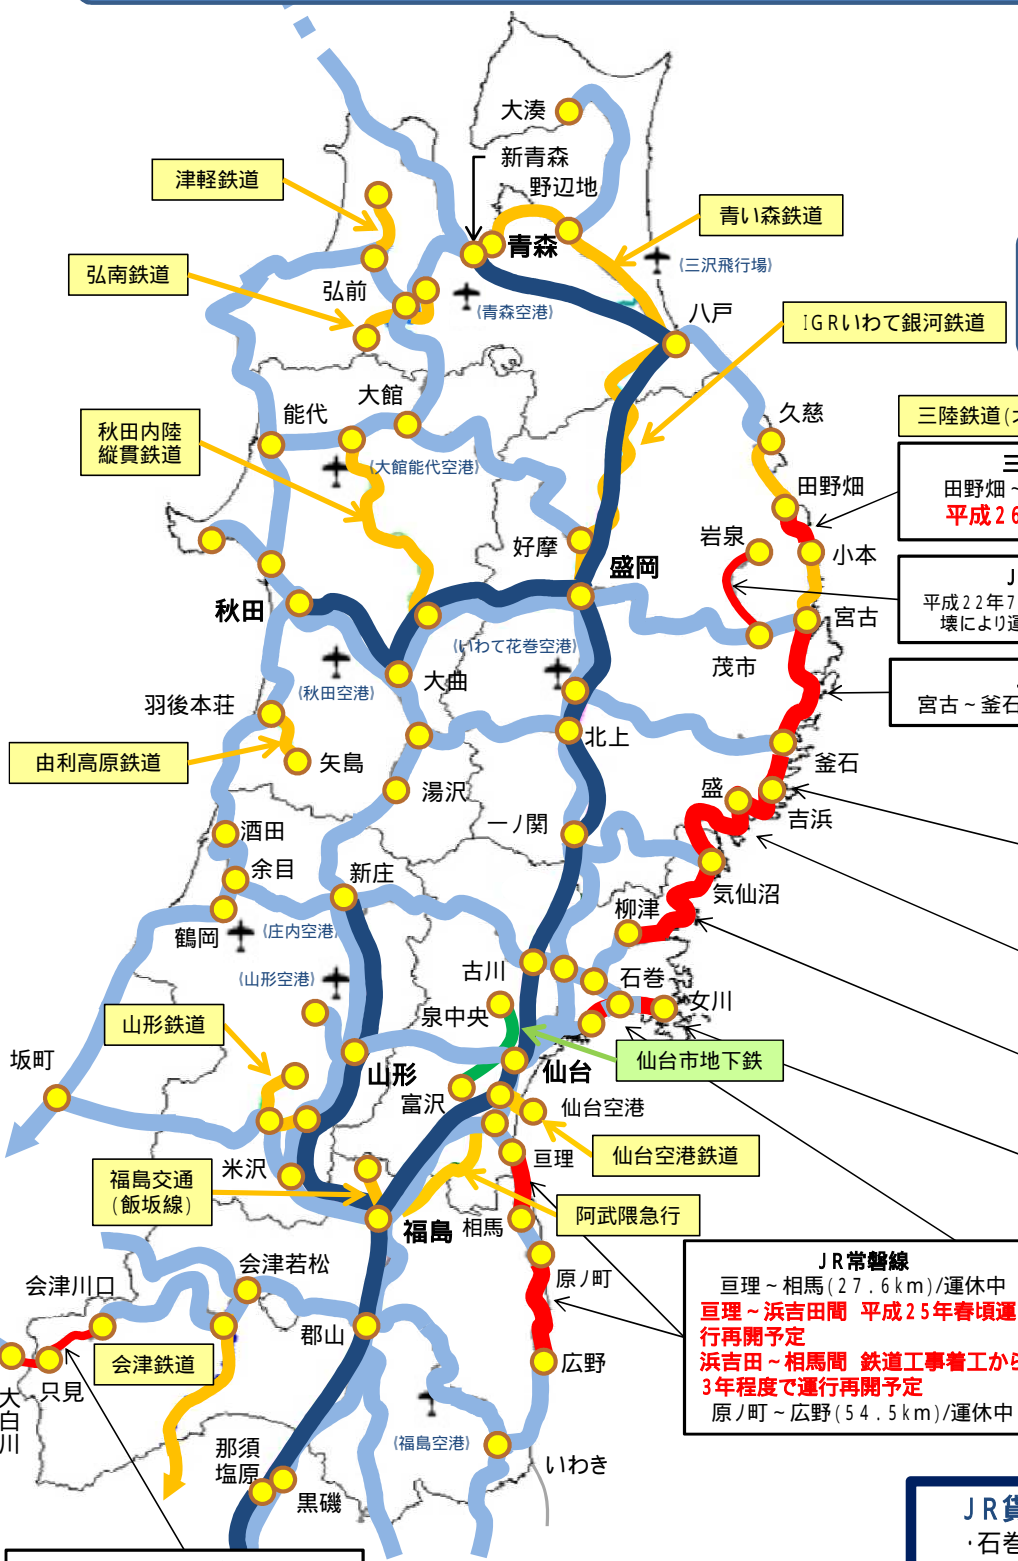 大湊
新青森
野辺地
津軽鉄道
青い森鉄道
青森
(三沢飛行場)
弘南鉄道
弘前
(青森空港)
八戸
IGRいわて銀河鉄道
大館
能代
久慈
三陸鉄道(
秋田内陸
縦貫鉄道
(大館能代空港)
三
田野畑~
平成26
田野畑
岩泉
小本
好摩
盛岡
J
平成22年7
壊により運
秋田
宮古
(いわて花巻空港)
茂市
大曲
(秋田空港)
宮古~釜石
羽後本荘
北上
由利高原鉄道
矢島
釜石
湯沢
盛
吉浜
一ノ関
酒田
余目
新庄
気仙沼
柳津
鶴岡
(庄内空港)
古川
(山形空港)
石巻
女川
泉中央
山形鉄道
坂町
山形
仙台
仙台市地下鉄
富沢
仙台空港
亘理
仙台空港鉄道
米沢
福島交通
(飯坂線)
阿武隈急行
福島
相馬
JR常磐線
亘理~相馬(27.6km)/運休中
亘理~浜吉田間 平成25年春頃運
行再開予定
浜吉田~相馬間 鉄道工事着工から
3年程度で運行再開予定
原ノ町~広野(54.5km)/運休中
原ノ町
会津川口
会津若松
郡山
会津鉄道
広野
只見
大白川
(福島空港)
那須
塩原
いわき
黒磯
JR貨
・石巻